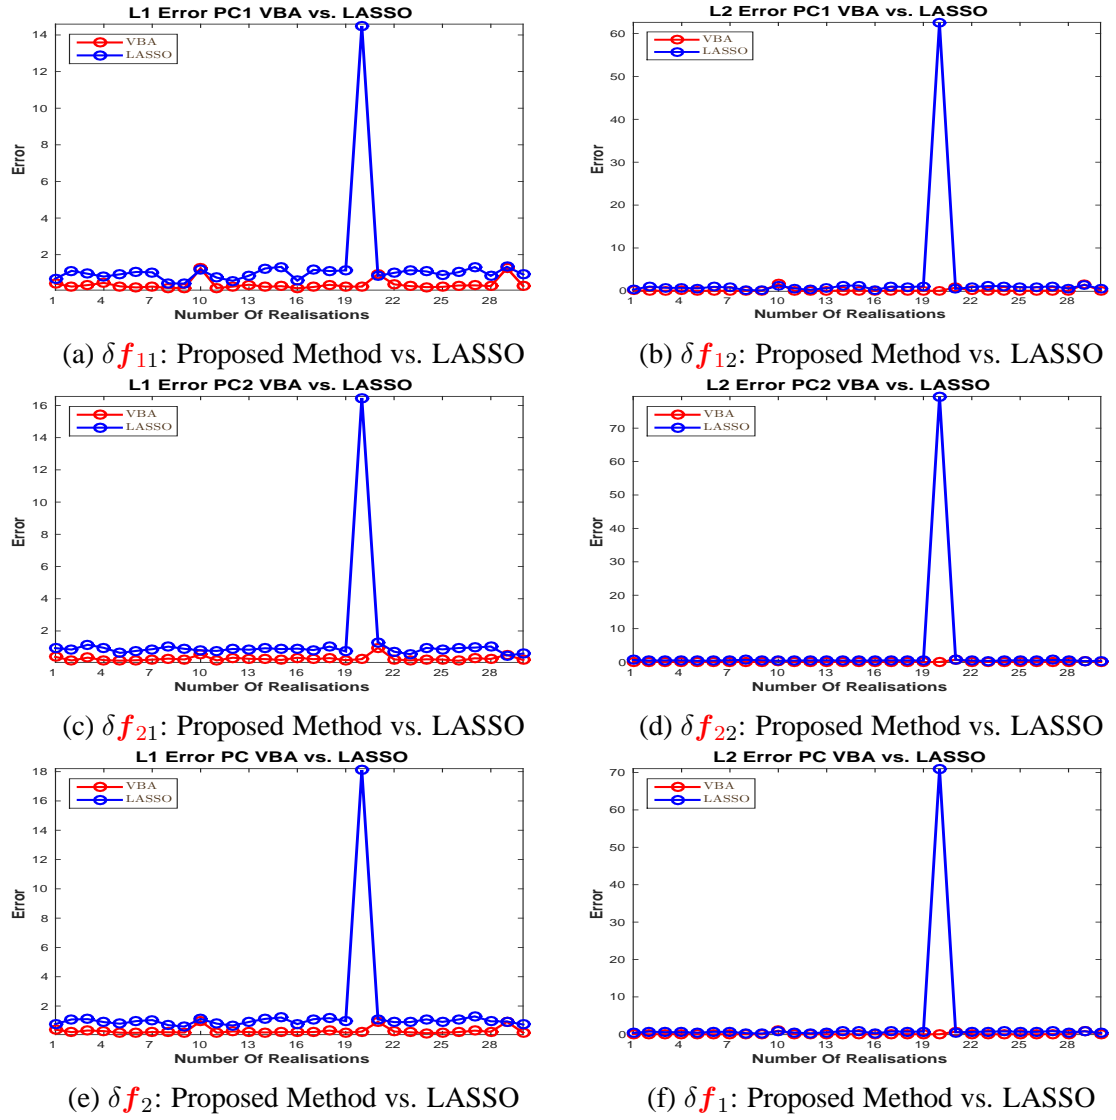 L1 Error PC1 VBA vs. LASSO
14
12
10
8
6
4
2
Error
VBA
LASSO
1 4 7 10 13 16 19 22 25 28
Number Of Realisations
(a) δf11: Proposed Method vs. LASSO
L2 Error PC1 VBA vs. LASSO
60
50
40
30
20
10
0
Error
VBA
LASSO
1 4 7 10 13 16 19 22 25 28
Number Of Realisations
(b) δf12: Proposed Method vs. LASSO
L1 Error PC2 VBA vs. LASSO
16
14
12
10
8
6
4
2
Error
VBA
LASSO
1 4 7 10 13 16 19 22 25 28
Number Of Realisations
(c) δf21: Proposed Method vs. LASSO
L2 Error PC2 VBA vs. LASSO
70
60
50
40
30
20
10
0
Error
VBA
LASSO
1 4 7 10 13 16 19 22 25 28
Number Of Realisations
(d) δf22: Proposed Method vs. LASSO
L1 Error PC VBA vs. LASSO
18
16
14
12
10
8
6
4
2
Error
VBA
LASSO
1 4 7 10 13 16 19 22 25 28
Number Of Realisations
(e) δf2: Proposed Method vs. LASSO
L2 Error PC VBA vs. LASSO
70
60
50
40
30
20
10
0
Error
VBA
LASSO
1 4 7 10 13 16 19 22 25 28
Number Of Realisations
(f) δf1: Proposed Method vs. LASSO